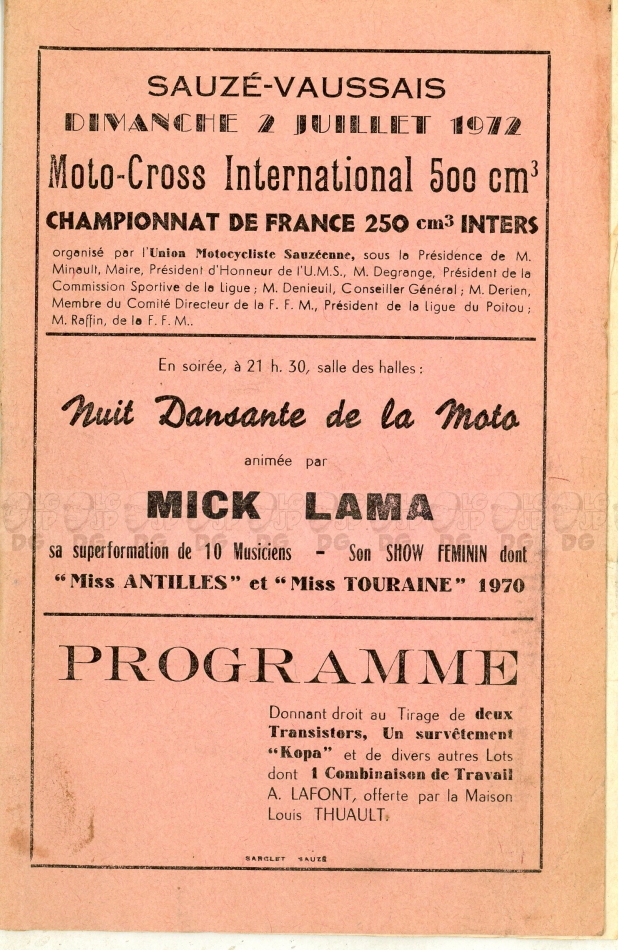 SAUZÉ-VAUSSAIS
DIMANCHE 2 JUILLET 1972
Moto-Cross International 500 cm³
CHAMPIONNAT DE FRANCE 250 cm³ INTERS
organisé par l'Union Motocycliste Sauzéenne, sous la Présidence de M.
Minault, Maire, Président d'Honneur de l'U.M.S., M. Degrange, Président de la
Commission Sportive de la Ligue ; M. Denieuil, Conseiller Général ; M. Derien,
Membre du Comité Directeur de la F. F. M., Président de la Ligue du Poitou ;
M. Raffin, de la F. F. M..
En soirée, à 21 h. 30, salle des halles :
Nuit Dansante de la Moto
animée par
MICK LAMA
sa superformation de 10 Musiciens - Son SHOW FEMININ dont
“Miss ANTILLES” et “Miss TOURAINE” 1970
PROGRAMME
Donnant droit au Tirage de deux
Transistors, Un survêtement
“Kopa” et de divers autres Lots
dont 1 Combinaison de Travail
A. LAFONT, offerte par la Maison
Louis THUAULT.
SARCLET SAUZÉ